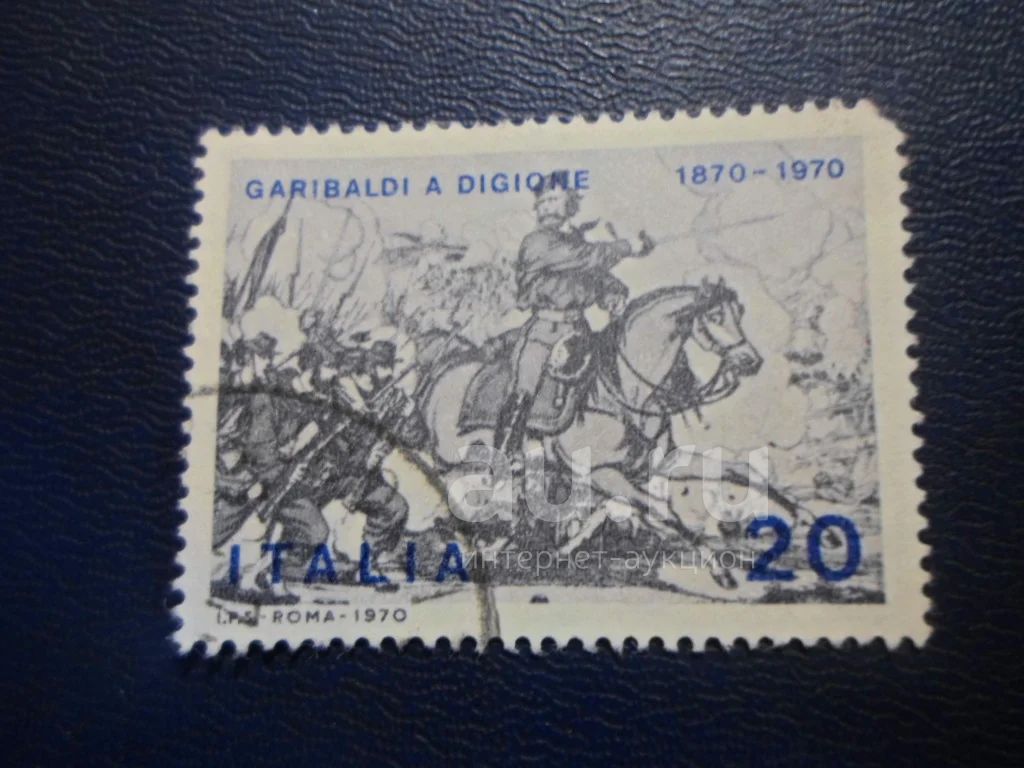 GARIBALDI A DIGIONE 1870-1970
au.ru
интернет-аукцион
ITALIA 20
I.P.S.-ROMA-1970